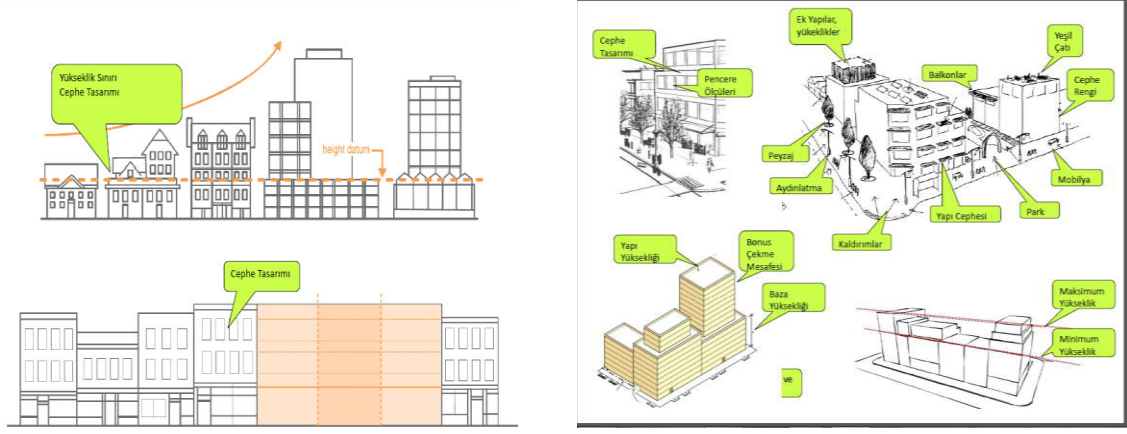 Yükseklik Sınırı
Cephe Tasarımı
height datum
Cephe Tasarımı
Cephe
Tasarımı
Pencere
Ölçüleri
Ek Yapılar,
yükeklikler
Balkonlar
Yeşil
Çatı
Cephe
Rengi
Peyzaj
Aydınlatma
Mobilya
Park
Yapı Cephesi
Kaldırımlar
Yapı
Yüksekliği
Bonus
Çekme
Mesafesi
Baza
Yüksekliği
ve
Maksimum
Yükseklik
Minimum
Yükseklik